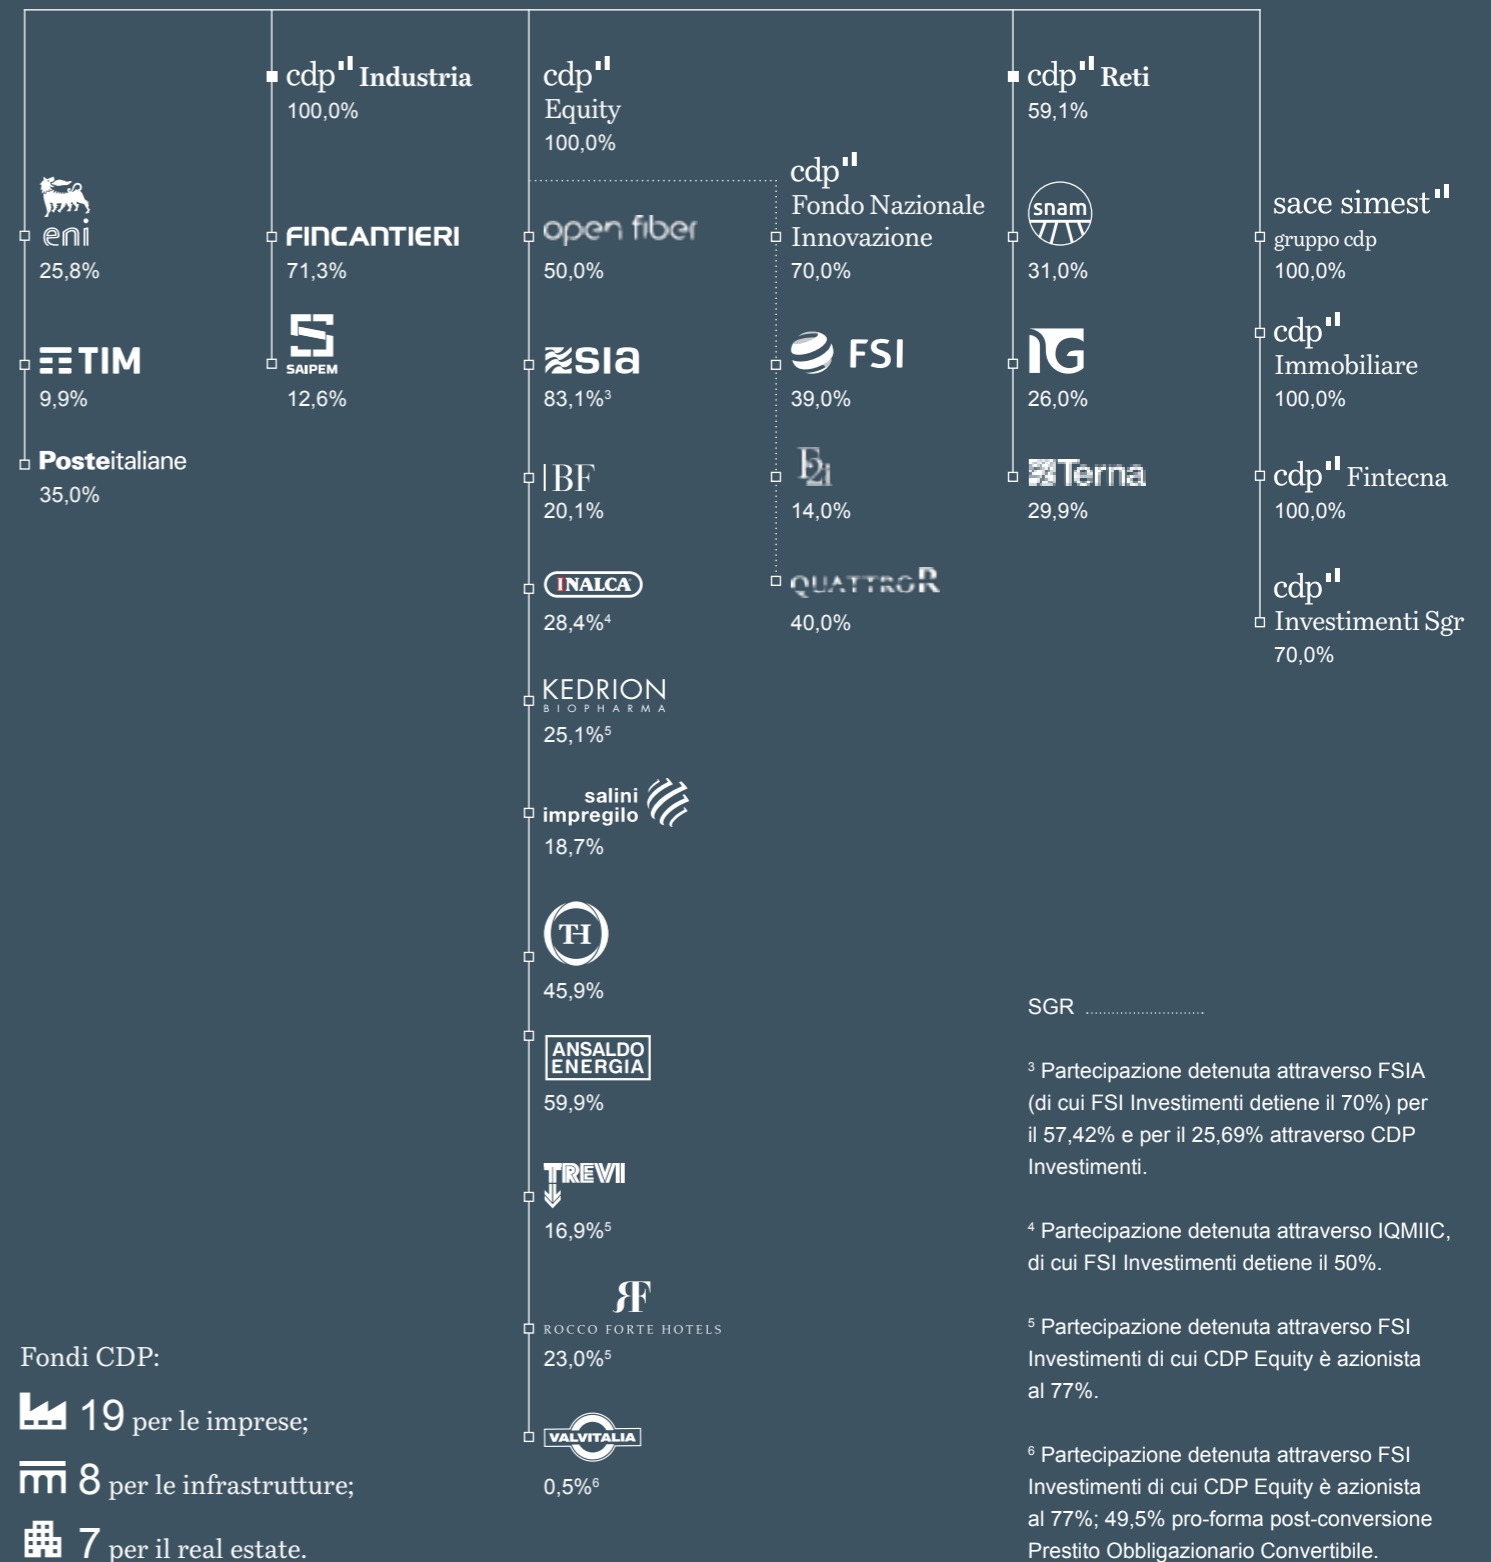 eni
25,8%
TIM
9,9%
Posteitaliane
35,0%
cdp Industria
100,0%
FINCANTIERI
71,3%
SAIPEM
12,6%
cdp
Equity
100,0%
open fiber
50,0%
sia
83,1%³
BF
20,1%
INALCA
28,4%⁴
KEDRION
BIOPHARMA
25,1%⁵
salini
impregilo
18,7%
TH
45,9%
ANSALDO
ENERGIA
59,9%
TREVI
16,9%⁵
RF
ROCCO FORTE HOTELS
23,0%⁵
VALVITALIA
0,5%⁶
cdp
Fondo Nazionale
Innovazione
70,0%
FSI
39,0%
F2i
14,0%
QUATTROR
40,0%
cdp Reti
59,1%
snam
31,0%
IG
26,0%
Terna
29,9%
sace simest
gruppo cdp
100,0%
cdp
Immobiliare
100,0%
cdp Fintecna
100,0%
cdp
Investimenti Sgr
70,0%
Fondi CDP:
19 per le imprese;
8 per le infrastrutture;
7 per il real estate.
SGR
³ Partecipazione detenuta attraverso FSIA
(di cui FSI Investimenti detiene il 70%) per
il 57,42% e per il 25,69% attraverso CDP
Investimenti.
⁴ Partecipazione detenuta attraverso IQMIIC,
di cui FSI Investimenti detiene il 50%.
⁵ Partecipazione detenuta attraverso FSI
Investimenti di cui CDP Equity è azionista
al 77%.
⁶ Partecipazione detenuta attraverso FSI
Investimenti di cui CDP Equity è azionista
al 77%; 49,5% pro-forma post-conversione
Prestito Obbligazionario Convertibile.